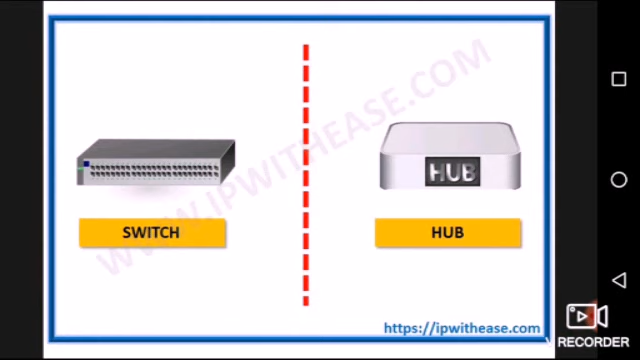 WWW.IPWITHEASE.COM
HUB
SWITCH
HUB
https://ipwithease.com
V RECORDER